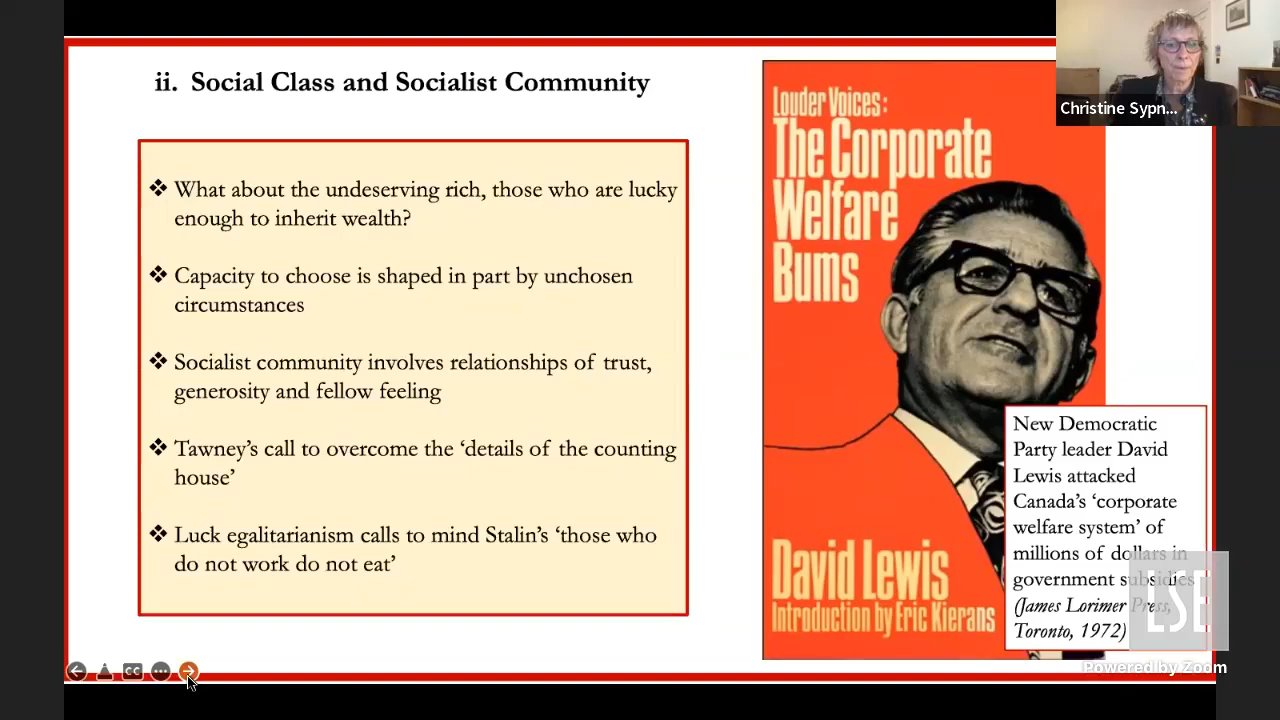 ii. Social Class and Socialist Community
❖ What about the undeserving rich, those who are lucky
enough to inherit wealth?
❖ Capacity to choose is shaped in part by unchosen
circumstances
❖ Socialist community involves relationships of trust,
generosity and fellow feeling
❖ Tawney's call to overcome the ‘details of the counting
house’
❖ Luck egalitarianism calls to mind Stalin's ‘those who
do not work do not eat’
Louder Voices:
The Corporate
Welfare
Bums
David Lewis
Introduction by Eric Kierans
New Democratic
Party leader David
Lewis attacked
Canada's ‘corporate
welfare system’ of
millions of dollars in
government subsidies
(James Lorimer Press,
Toronto, 1972)
Christine Sypn...
LSE
Powered by Zoom
CC